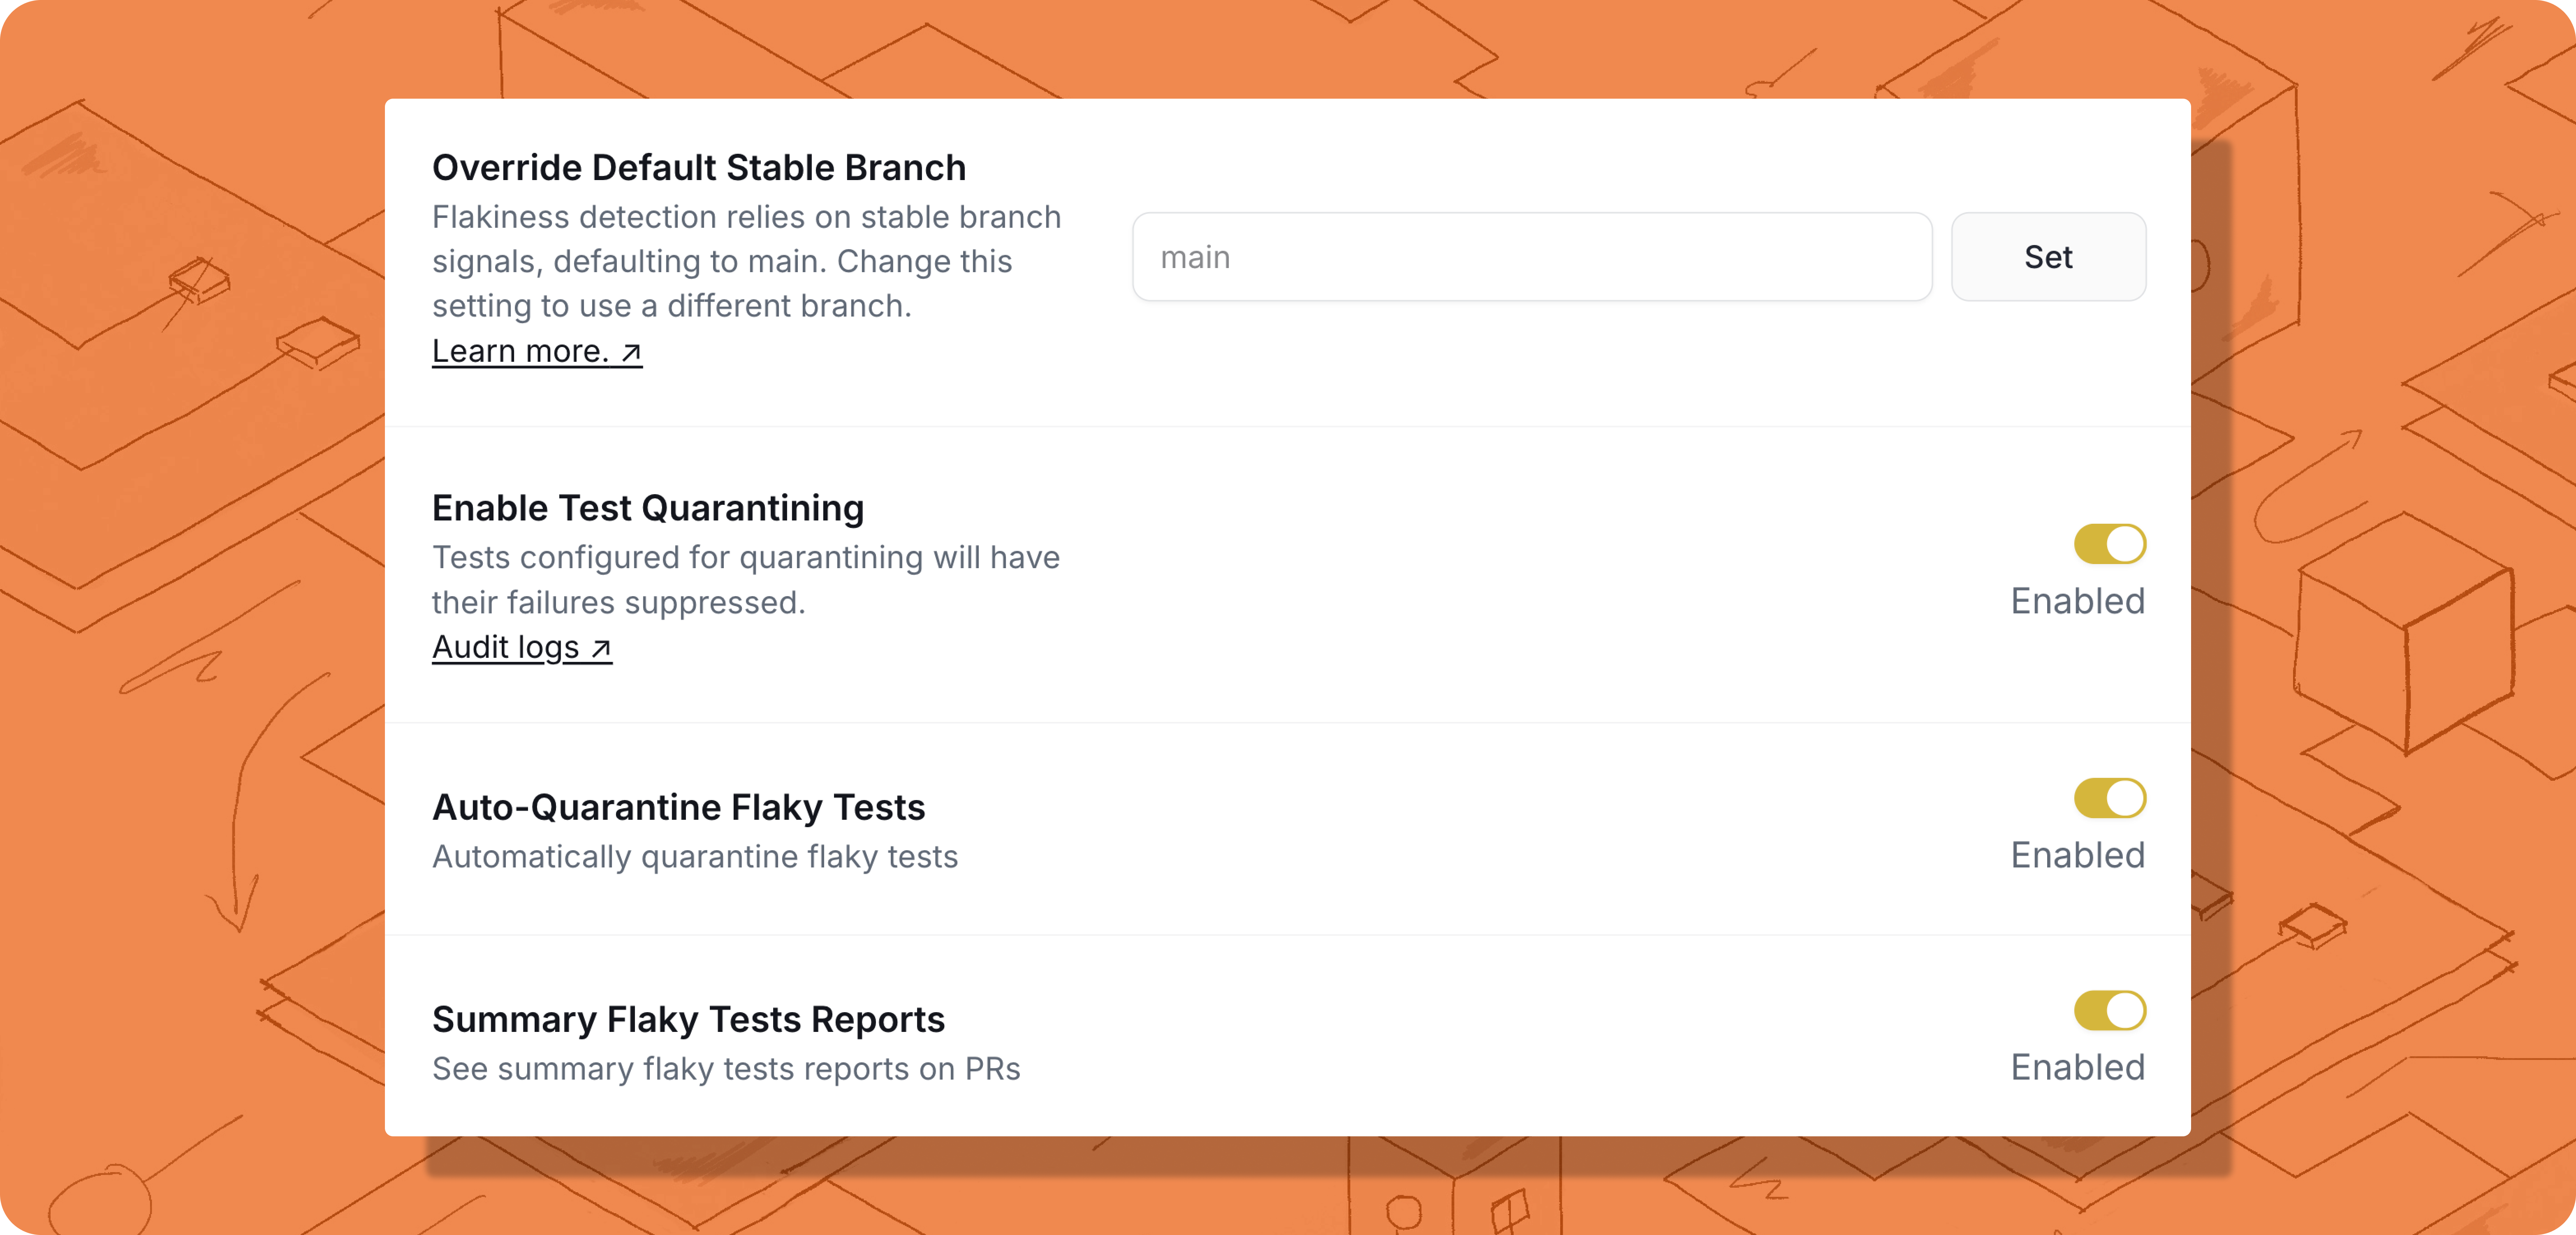 Override Default Stable Branch
Flakiness detection relies on stable branch
signals, defaulting to main. Change this
setting to use a different branch.
Learn more. ↗
main
Set
Enable Test Quarantining
Tests configured for quarantining will have
their failures suppressed.
Audit logs ↗
Enabled
Auto-Quarantine Flaky Tests
Automatically quarantine flaky tests
Enabled
Summary Flaky Tests Reports
See summary flaky tests reports on PRs
Enabled